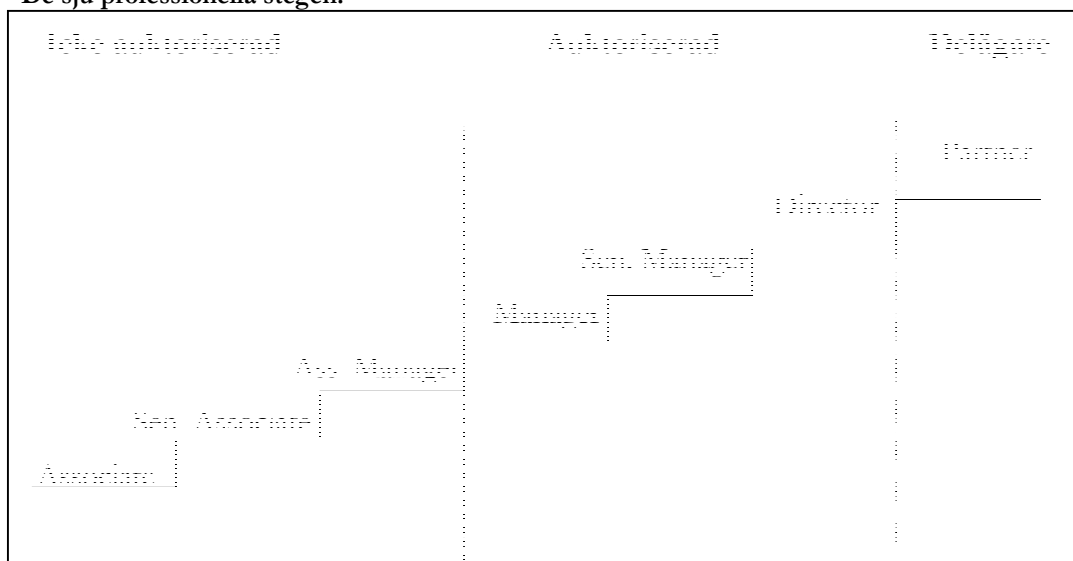 De sju professionella stegen.
Icke auktoriserad
Auktoriserad
Delägare
Partner
Director
Sen. Manager
Manager
Ass. Manager
Sen. Associate
Associate